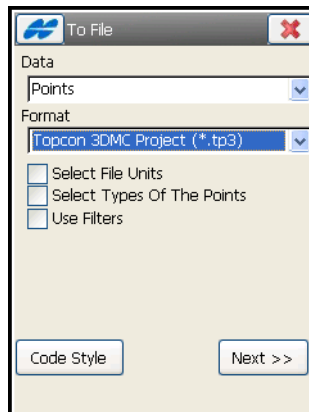 To File
Data
Points
Format
Topcon 3DMC Project (*.tp3)
Select File Units
Select Types Of The Points
Use Filters
Code Style
Next >>